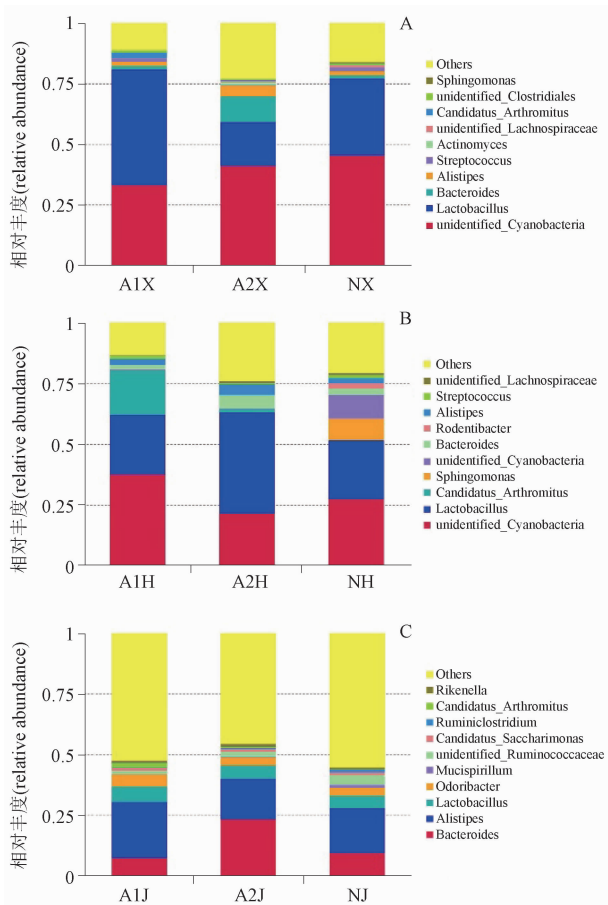 A
相对丰度(relative abundance)
1
0.75
0.5
0.25
0
A1X
A2X
NX
Others
Sphingomonas
unidentified_Clostridiales
Candidatus_Arthromitus
unidentified_Lachnospiraceae
Actinomyces
Streptococcus
Alistipes
Bacteroides
Lactobacillus
unidentified_Cyanobacteria
B
相对丰度(relative abundance)
1
0.75
0.5
0.25
0
A1H
A2H
NH
Others
unidentified_Lachnospiraceae
Streptococcus
Alistipes
Rodentibacter
Bacteroides
unidentified_Cyanobacteria
Sphingomonas
Candidatus_Arthromitus
Lactobacillus
unidentified_Cyanobacteria
C
相对丰度(relative abundance)
1
0.75
0.5
0.25
0
A1J
A2J
NJ
Others
Rikenella
Candidatus_Arthromitus
Ruminiclostridium
Candidatus_Saccharimonas
unidentified_Ruminococcaceae
Mucispirillum
Odoribacter
Lactobacillus
Alistipes
Bacteroides